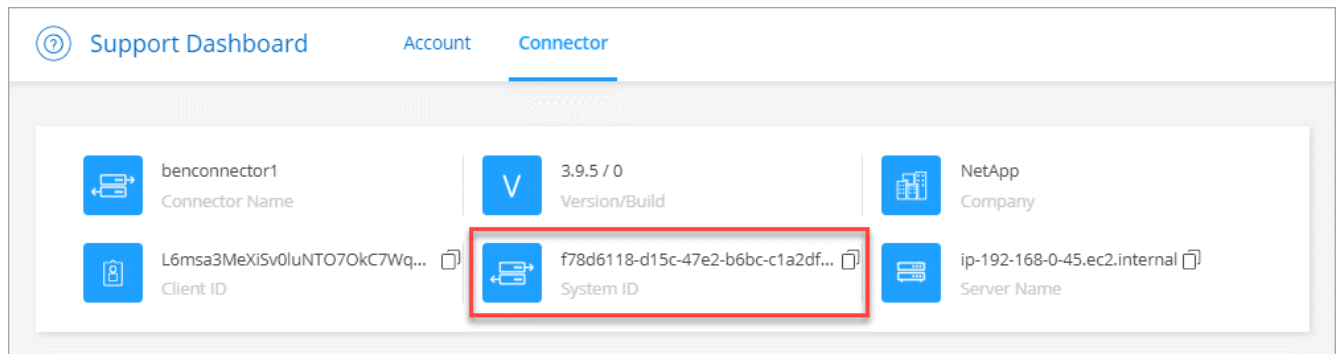 Support Dashboard Account Connector
benconnector1 3.9.5 / 0 NetApp
Connector Name V Version/Build Company
L6msa3MeXiSv0luNTO7OkC7Wq... f78d6118-d15c-47e2-b6bc-c1a2df... ip-192-168-0-45.ec2.internal
Client ID System ID Server Name